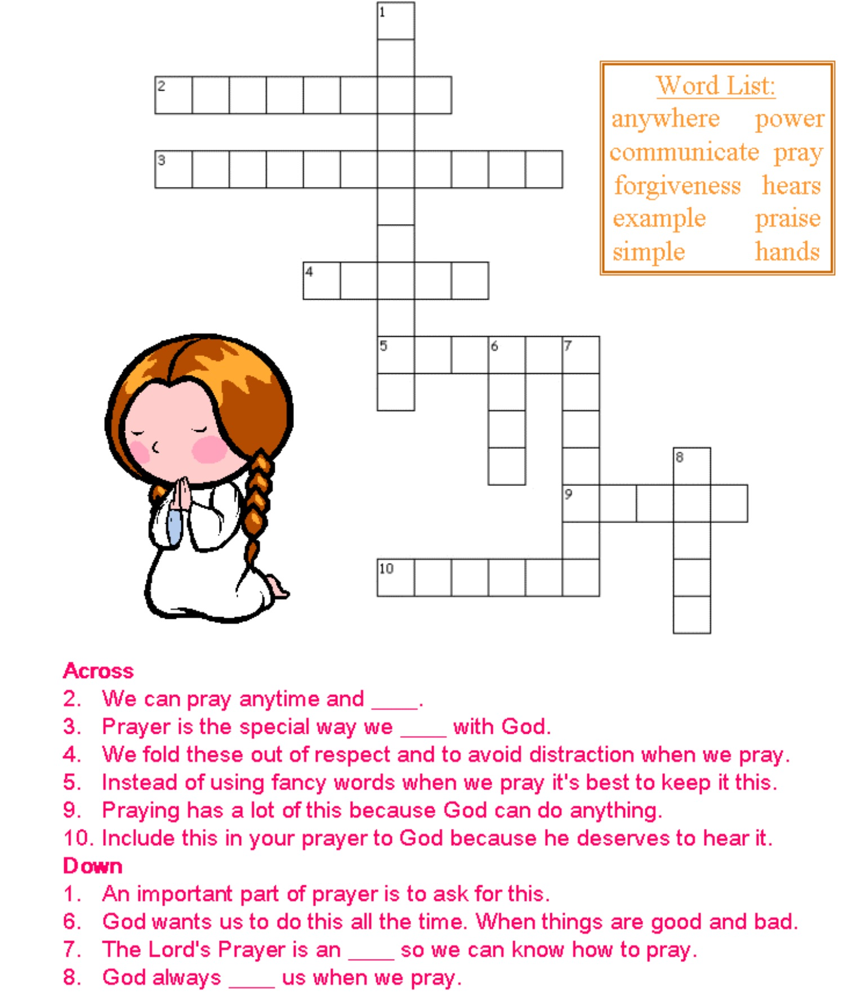 1
2
3
4
5 6 7
8
9
10
Word List:
anywhere power
communicate pray
forgiveness hears
example praise
simple hands
Across
2. We can pray anytime and ____.
3. Prayer is the special way we ____ with God.
4. We fold these out of respect and to avoid distraction when we pray.
5. Instead of using fancy words when we pray it's best to keep it this.
9. Praying has a lot of this because God can do anything.
10. Include this in your prayer to God because he deserves to hear it.
Down
1. An important part of prayer is to ask for this.
6. God wants us to do this all the time. When things are good and bad.
7. The Lord's Prayer is an ____ so we can know how to pray.
8. God always ____ us when we pray.